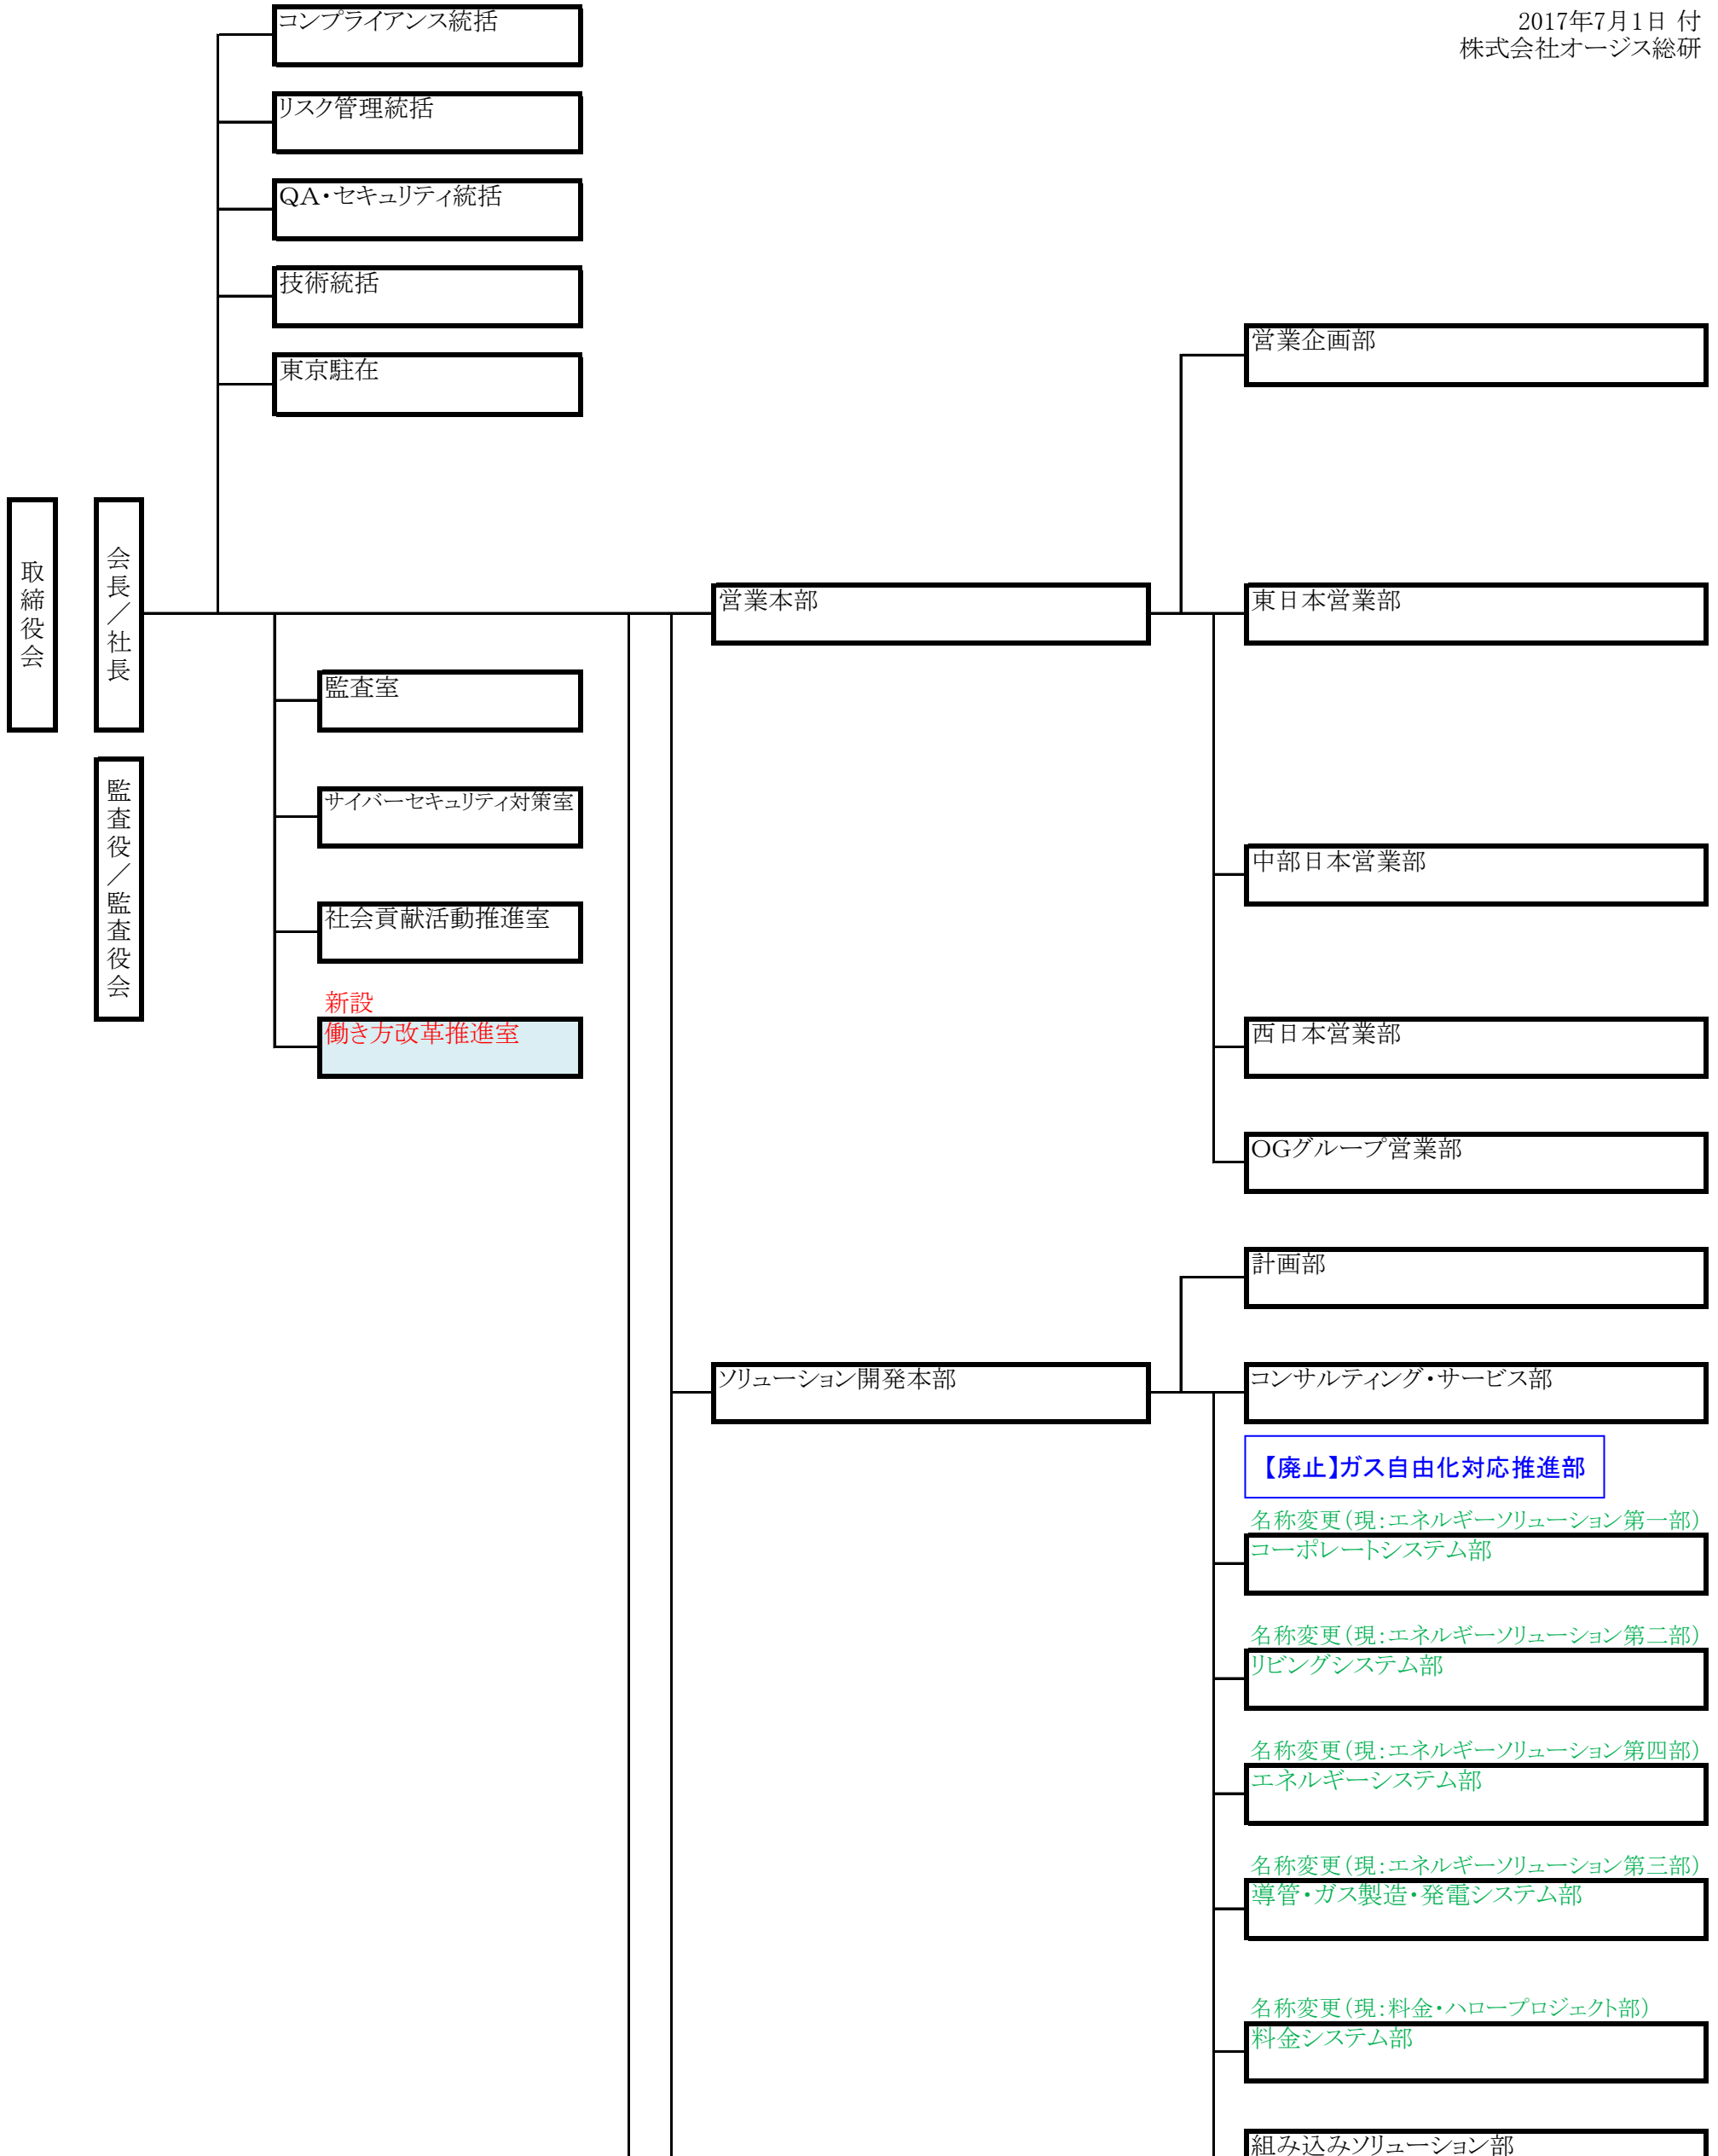 2017年7月1日 付
株式会社オージス総研
コンプライアンス統括
リスク管理統括
QA・セキュリティ統括
技術統括
東京駐在
取締役会
会長／社長
監査役／監査役会
監査室
サイバーセキュリティ対策室
社会貢献活動推進室
新設
働き方改革推進室
営業本部
営業企画部
東日本営業部
中部日本営業部
西日本営業部
OGグループ営業部
ソリューション開発本部
計画部
コンサルティング・サービス部
【廃止】ガス自由化対応推進部
名称変更（現：エネルギーソリューション第一部）
コーポレートシステム部
名称変更（現：エネルギーソリューション第二部）
リビングシステム部
名称変更（現：エネルギーソリューション第四部）
エネルギーシステム部
名称変更（現：エネルギーソリューション第三部）
導管・ガス製造・発電システム部
名称変更（現：料金・ハロープロジェクト部）
料金システム部
組み込みソリューション部